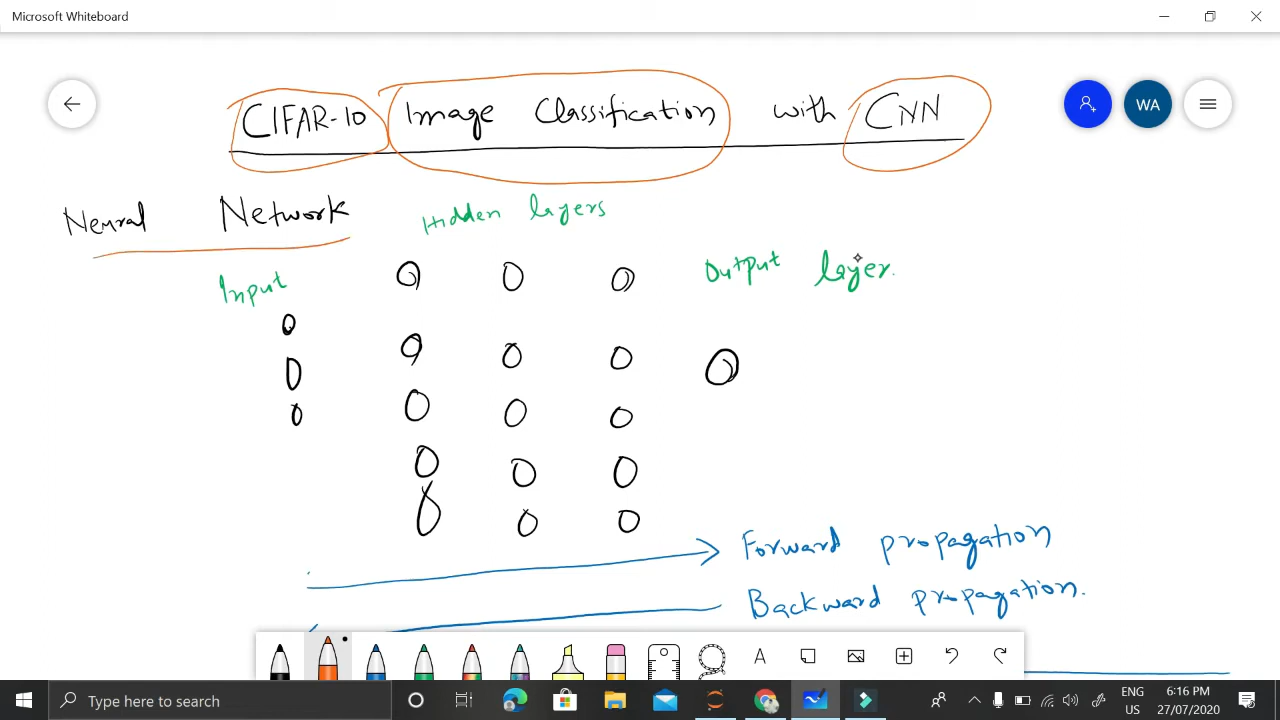 Microsoft Whiteboard
CIFAR-10 Image Classification with CNN
WA
Neural Network
Hidden layers
Input
Output layer.
Forward propagation
Backward propagation.
A
Type here to search
ENG
6:16 PM
US
27/07/2020